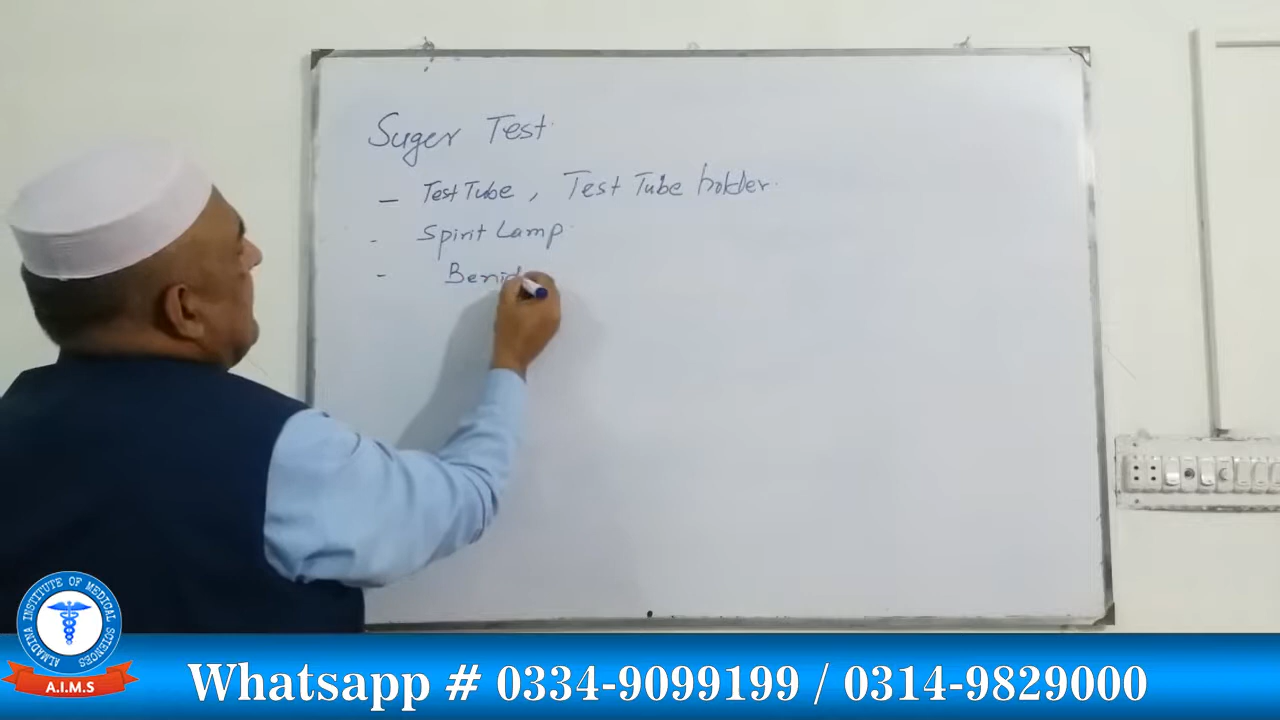 Suger Test
- Test Tube, Test Tube holder.
- Spirit Lamp
- Benid
ALMADINA INSTITUTE OF MEDICAL SCIENCES
A.I.M.S
Whatsapp # 0334-9099199 / 0314-9829000